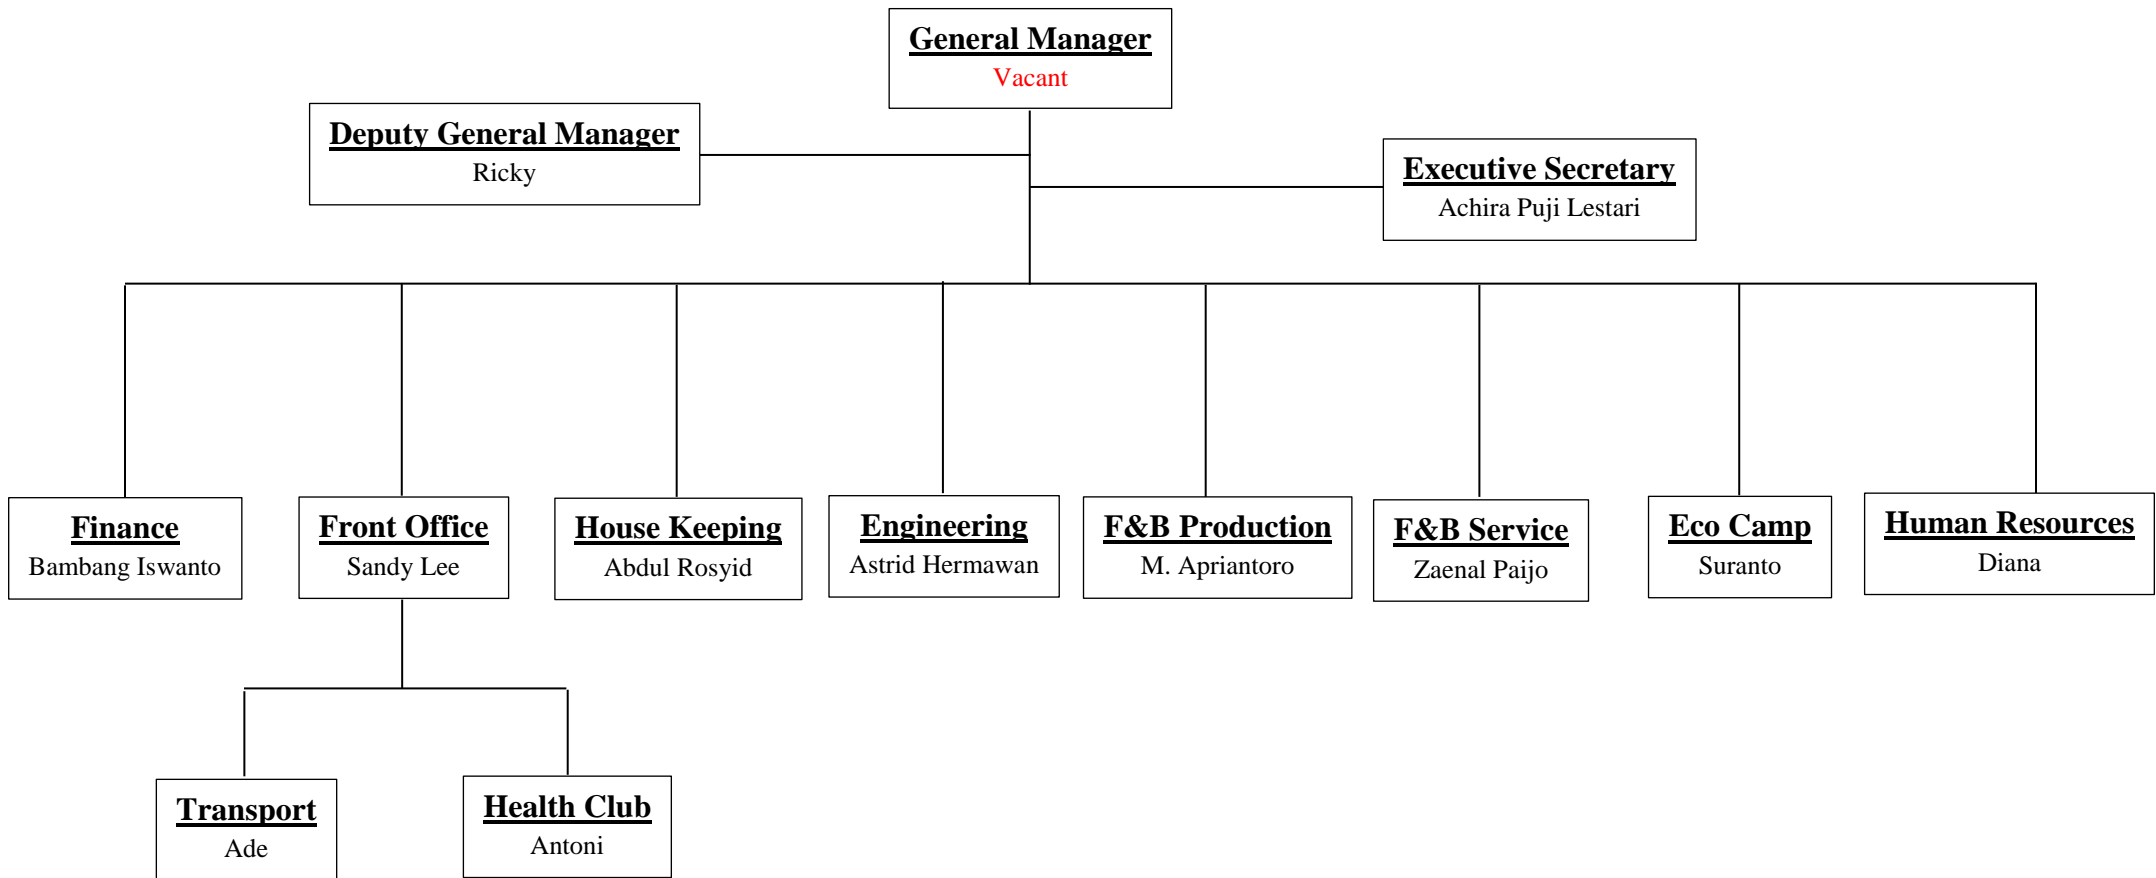 General Manager
Vacant
Deputy General Manager
Ricky
Executive Secretary
Achira Puji Lestari
Finance
Bambang Iswanto
Front Office
Sandy Lee
House Keeping
Abdul Rosyid
Engineering
Astrid Hermawan
F&B Production
M. Apriantoro
F&B Service
Zaenal Paijo
Eco Camp
Suranto
Human Resources
Diana
Transport
Ade
Health Club
Antoni